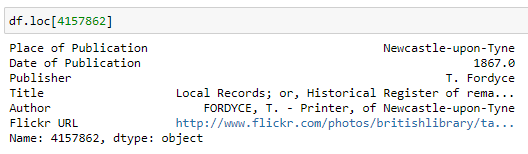 df.loc[4157862]
Place of Publication Newcastle-upon-Tyne
Date of Publication 1867.0
Publisher T. Fordyce
Title Local Records; or, Historical Register of rema...
Author FORDYCE, T. - Printer, of Newcastle-upon-Tyne
Flickr URL http://www.flickr.com/photos/britishlibrary/ta...
Name: 4157862, dtype: object